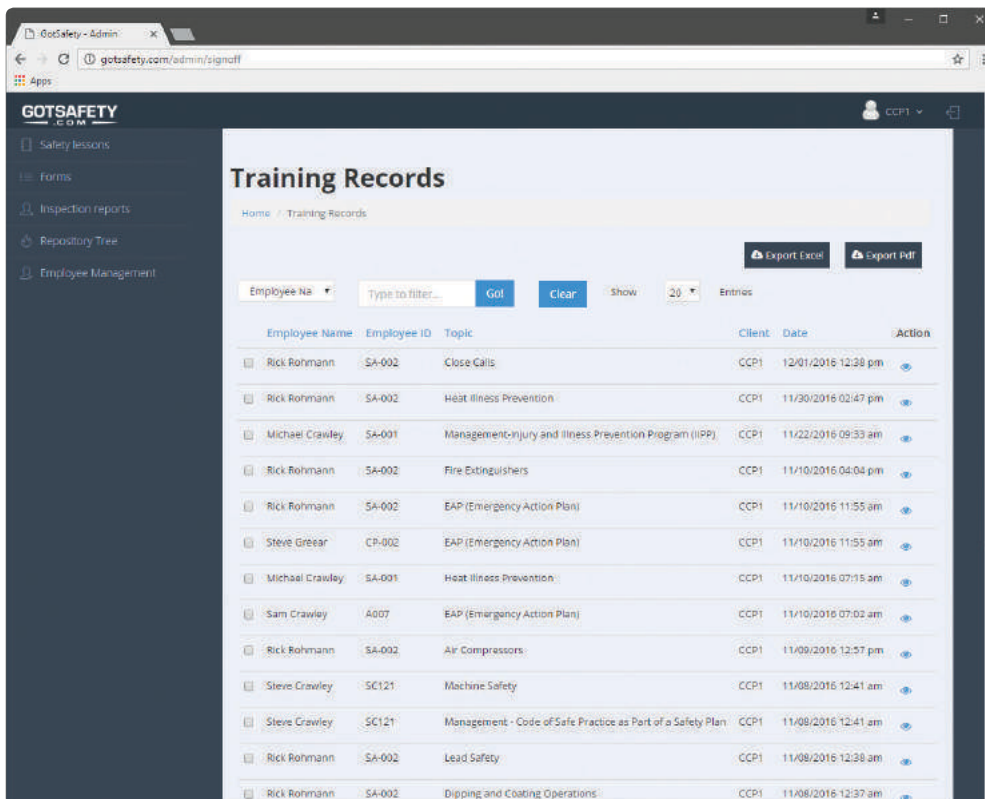 GotSafety - Admin
gotsafety.com/admin/signoff
Apps
GOTSAFETY
.COM
CCP1
Safety lessons
Forms
Inspection reports
Repository Tree
Employee Management
Training Records
Home / Training Records
Export Excel Export Pdf
Employee Na Type to filter... Go! Clear Show 20 Entries
Employee Name Employee ID Topic Client Date Action
Rick Rohmann SA-002 Close Calls CCP1 12/01/2016 12:38 pm
Rick Rohmann SA-002 Heat Illness Prevention CCP1 11/30/2016 02:47 pm
Michael Crawley SA-001 Management-Injury and Illness Prevention Program (IIPP) CCP1 11/22/2016 09:33 am
Rick Rohmann SA-002 Fire Extinguishers CCP1 11/10/2016 04:04 pm
Rick Rohmann SA-002 EAP (Emergency Action Plan) CCP1 11/10/2016 11:55 am
Steve Greear CP-002 EAP (Emergency Action Plan) CCP1 11/10/2016 11:55 am
Michael Crawley SA-001 Heat Illness Prevention CCP1 11/10/2016 07:15 am
Sam Crawley A007 EAP (Emergency Action Plan) CCP1 11/10/2016 07:02 am
Rick Rohmann SA-002 Air Compressors CCP1 11/09/2016 12:57 pm
Steve Crawley SC121 Machine Safety CCP1 11/08/2016 12:41 am
Steve Crawley SC121 Management - Code of Safe Practice as Part of a Safety Plan CCP1 11/08/2016 12:41 am
Rick Rohmann SA-002 Lead Safety CCP1 11/08/2016 12:38 am
Rick Rohmann SA-002 Dipping and Coating Operations CCP1 11/08/2016 12:37 am